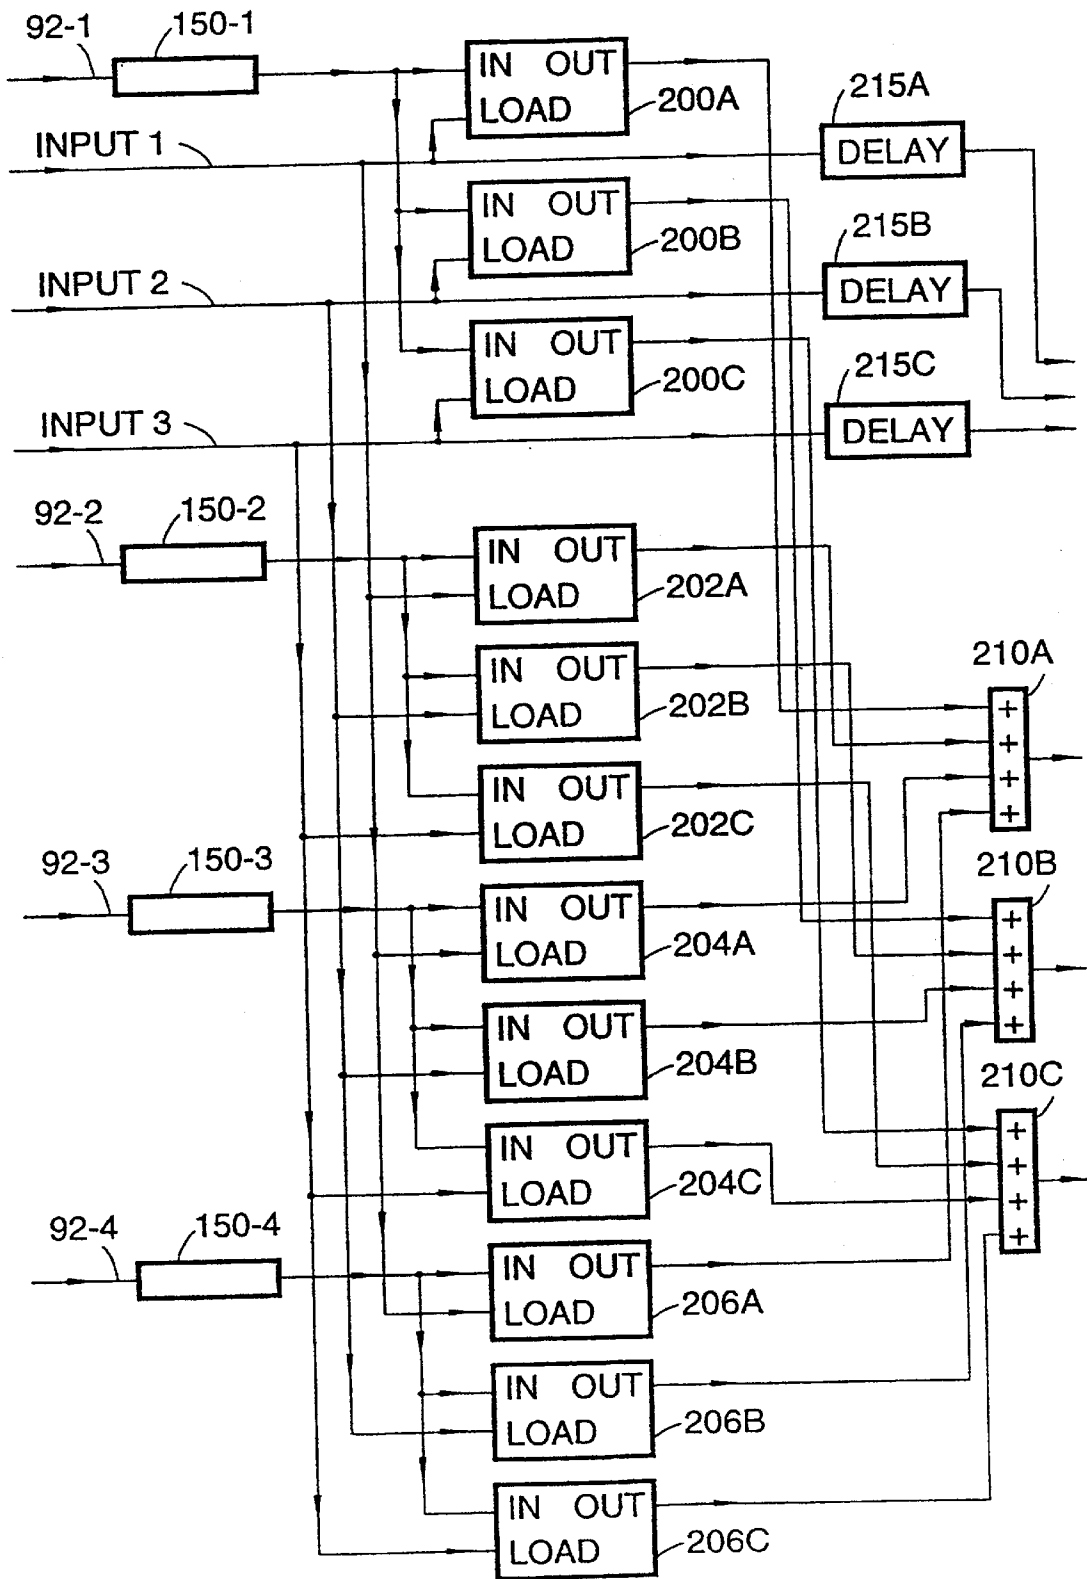 92-1
150-1
IN OUT
LOAD
200A
215A
DELAY
INPUT 1
IN OUT
LOAD
200B
215B
DELAY
INPUT 2
IN OUT
LOAD
200C
215C
DELAY
INPUT 3
92-2
150-2
IN OUT
LOAD
202A
IN OUT
LOAD
202B
210A
+
+
+
+
IN OUT
LOAD
202C
92-3
150-3
IN OUT
LOAD
204A
210B
+
+
+
+
IN OUT
LOAD
204B
210C
+
+
+
+
IN OUT
LOAD
204C
92-4
150-4
IN OUT
LOAD
206A
IN OUT
LOAD
206B
IN OUT
LOAD
206C